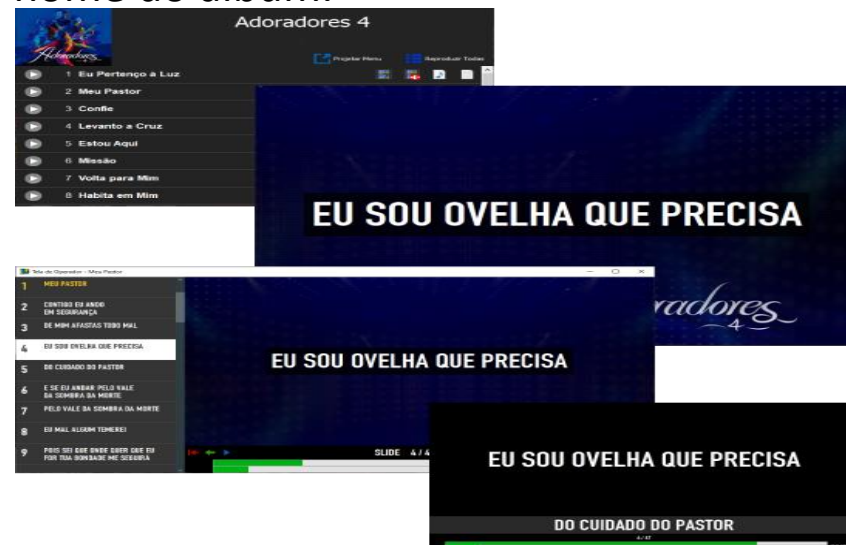 Adoradores 4
Adoradores
Projetar Menu
Reproduzir Todas
1 Eu Pertenço à Luz
2 Meu Pastor
3 Confie
4 Levanto a Cruz
5 Estou Aqui
6 Missão
7 Volta para Mim
8 Habita em Mim
EU SOU OVELHA QUE PRECISA
radores
4
Tela do Operador - Meu Pastor
1 MEU PASTOR
2 CONTIGO EU ANDO
EM SEGURANÇA
3 DE MIM AFASTAS TODO MAL
4 EU SOU OVELHA QUE PRECISA
5 DO CUIDADO DO PASTOR
6 E SE EU ANDAR PELO VALE
DA SOMBRA DA MORTE
7 PELO VALE DA SOMBRA DA MORTE
8 EU MAL ALGUM TEMEREI
9 POIS SEI QUE ONDE QUER QUE EU
FOR TUA BONDADE ME SEGUIRÁ
EU SOU OVELHA QUE PRECISA
SLIDE 4 / 4
EU SOU OVELHA QUE PRECISA
DO CUIDADO DO PASTOR